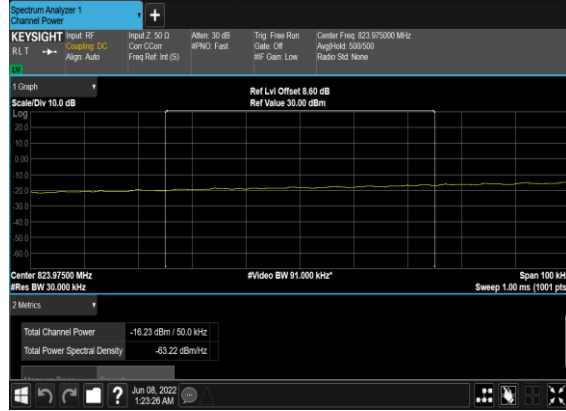 Spectrum Analyzer 1
Channel Power
KEYSIGHT Input: RF Input Z: 50 Ω Atten: 30 dB Trig: Free Run Center Freq: 823.975000 MHz
RLT Coupling: DC Corr CCorr #PNO: Fast Gate: Off Avg|Hold: 500/500
Align: Auto Freq Ref: Int (S) #IF Gain: Low Radio Std: None
LXI
1 Graph
Ref Lvl Offset 8.60 dB
Scale/Div 10.0 dB Ref Value 30.00 dBm
Log
20.0
10.0
0.00
-10.0
-20.0
-30.0
-40.0
-50.0
-60.0
Center 823.97500 MHz #Video BW 91.000 kHz* Span 100 kH
#Res BW 30.000 kHz Sweep 1.00 ms (1001 pts
2 Metrics
Total Channel Power -16.23 dBm / 50.0 kHz
Total Power Spectral Density -63.22 dBm/Hz
?
Jun 08, 2022
1:23:26 AM